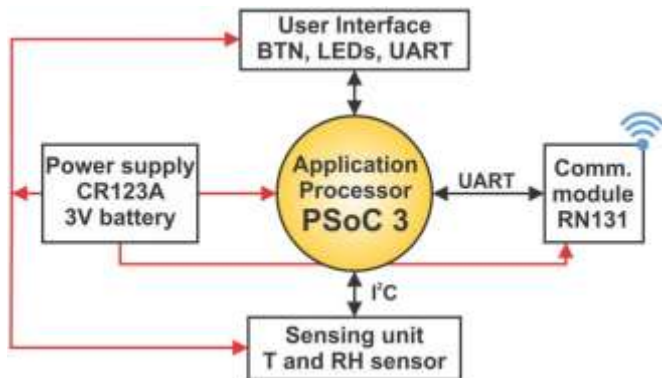 User Interface
BTN, LEDs, UART
Power supply
CR123A
3V battery
Application
Processor
PSoC 3
UART
Comm.
module
RN131
I²C
Sensing unit
T and RH sensor